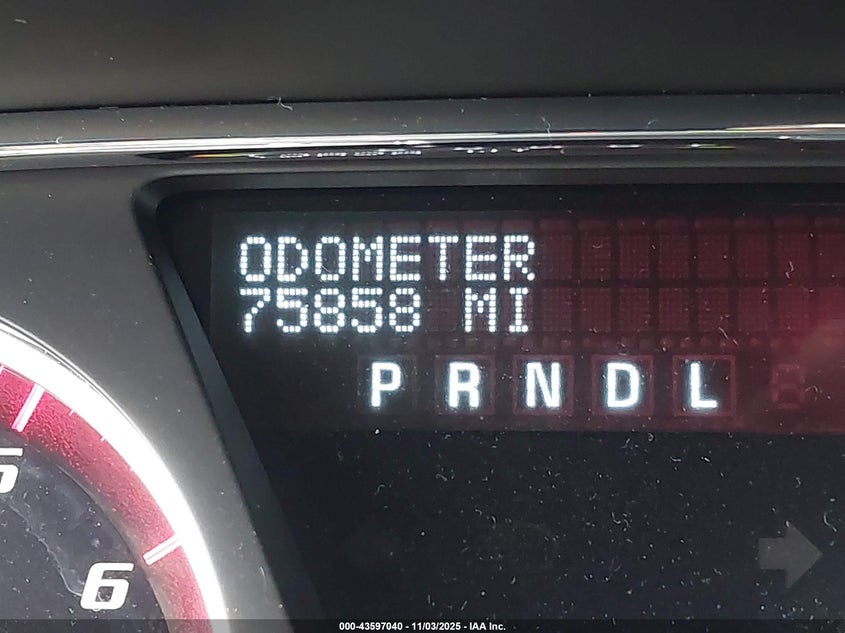 ODOMETER
75858 MI
P R N D L
6
000-43597040 - 11/03/2025 - IAA Inc.